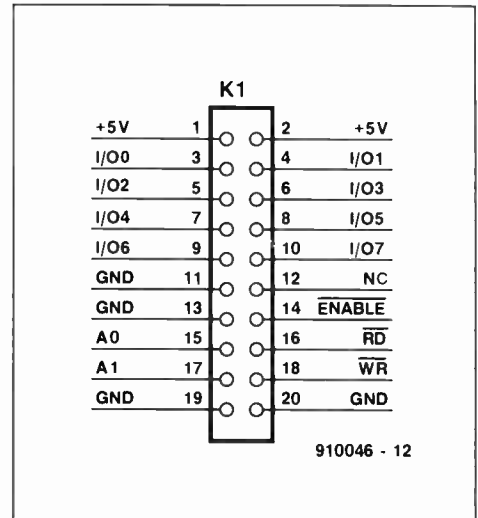 K1
+5V 1 2 +5V
I/O0 3 4 I/O1
I/O2 5 6 I/O3
I/O4 7 8 I/O5
I/O6 9 10 I/O7
GND 11 12 NC
GND 13 14 ENABLE
A0 15 16 RD
A1 17 18 WR
GND 19 20 GND
910046 - 12